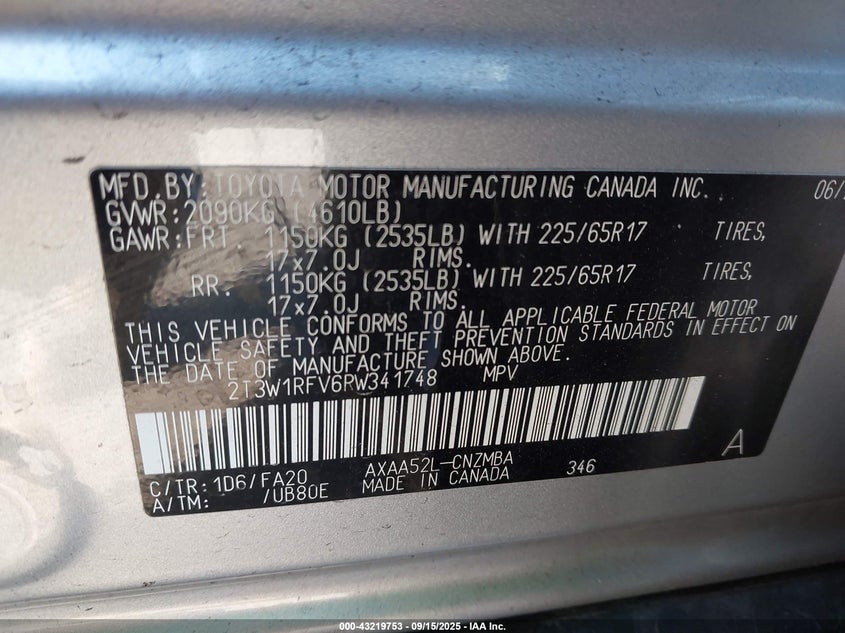 MFD. BY: TOYOTA MOTOR MANUFACTURING CANADA INC. 06/
GVWR: 2090KG (4610LB)
GAWR: FRT. 1150KG (2535LB) WITH 225/65R17 TIRES,
17x7.0J RIMS.
RR. 1150KG (2535LB) WITH 225/65R17 TIRES,
17x7.0J RIMS.
THIS VEHICLE CONFORMS TO ALL APPLICABLE FEDERAL MOTOR
VEHICLE SAFETY AND THEFT PREVENTION STANDARDS IN EFFECT ON
THE DATE OF MANUFACTURE SHOWN ABOVE.
2T3W1RFV6RW341748 MPV
A
C/TR: 1D6/FA20 AXAA52L-CNZMBA 346
A/TM: /UB80E MADE IN CANADA
000-43219753 - 09/15/2025 - IAA Inc.